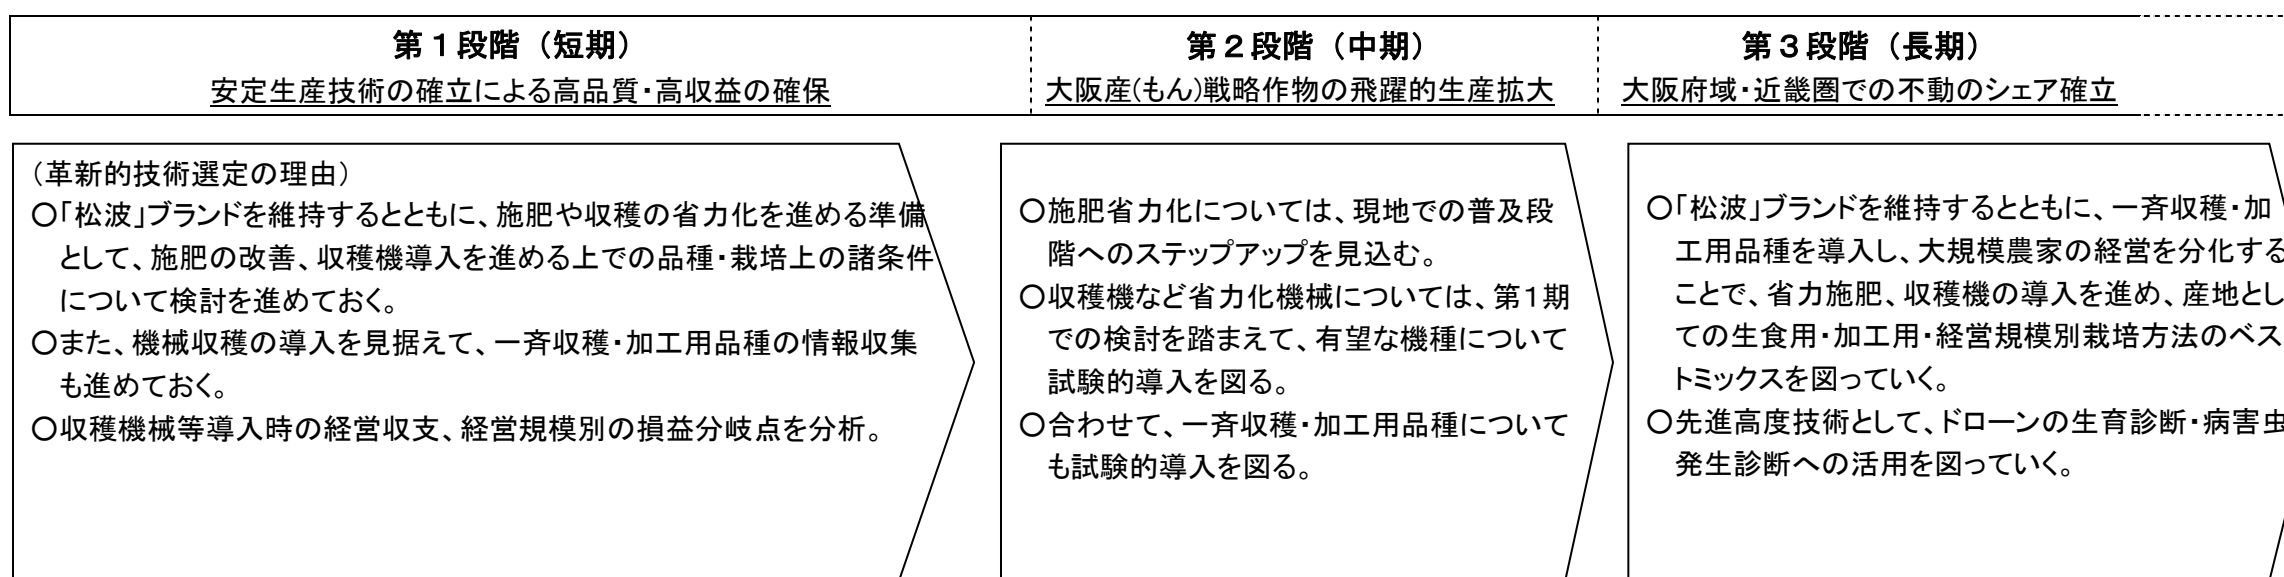 第１段階（短期）
安定生産技術の確立による高品質・高収益の確保
第２段階（中期）
大阪産(もん)戦略作物の飛躍的生産拡大
第３段階（長期）
大阪府域・近畿圏での不動のシェア確立
（革新的技術選定の理由）
○「松波」ブランドを維持するとともに、施肥や収穫の省力化を進める準備
として、施肥の改善、収穫機導入を進める上での品種・栽培上の諸条件
について検討を進めておく。
○また、機械収穫の導入を見据えて、一斉収穫・加工用品種の情報収集
も進めておく。
○収穫機械等導入時の経営収支、経営規模別の損益分岐点を分析。
○施肥省力化については、現地での普及段
階へのステップアップを見込む。
○収穫機など省力化機械については、第１期
での検討を踏まえて、有望な機種について
試験的導入を図る。
○合わせて、一斉収穫・加工用品種について
も試験的導入を図る。
○「松波」ブランドを維持するとともに、一斉収穫・加
工用品種を導入し、大規模農家の経営を分化する
ことで、省力施肥、収穫機の導入を進め、産地とし
ての生食用・加工用・経営規模別栽培方法のベス
トミックスを図っていく。
○先進高度技術として、ドローンの生育診断・病害虫
発生診断への活用を図っていく。